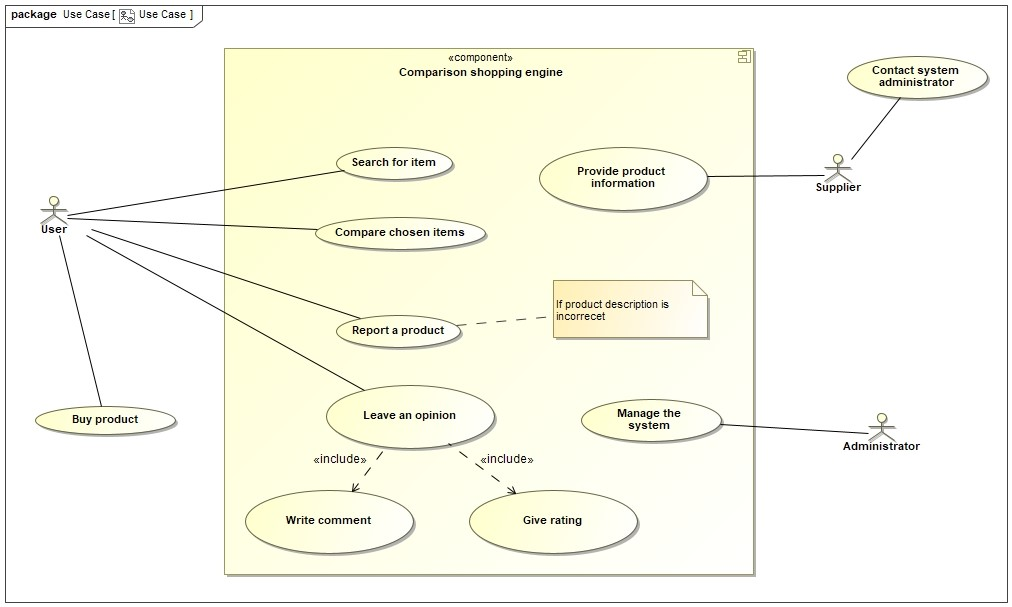 package Use Case [ Use Case ]
«component»
Comparison shopping engine
Contact system
administrator
Search for item
Provide product
information
Supplier
User
Compare chosen items
If product description is
incorrecet
Report a product
Leave an opinion
Manage the
system
Buy product
Administrator
«include»
«include»
Write comment
Give rating